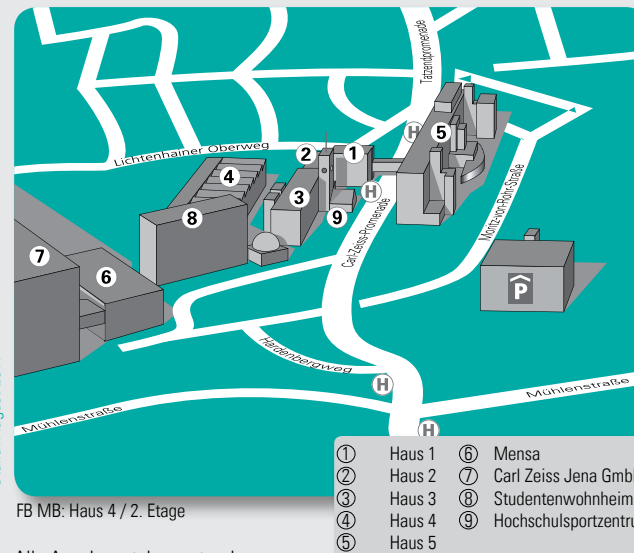 Tatzendpromenade
5
H
Lichtenhainer Oberweg
2
1
4
3
H
8
9
Carl-Zeiss-Promenade
Moritz-von-Rohr-Straße
7
6
P
Hardenbergweg
H
Mühlenstraße
Mühlenstraße
H
1 Haus 1 6 Mensa
2 Haus 2 7 Carl Zeiss Jena Gmb
3 Haus 3 8 Studentenwohnheim
4 Haus 4 9 Hochschulsportzentru
5 Haus 5
FB MB: Haus 4 / 2. Etage